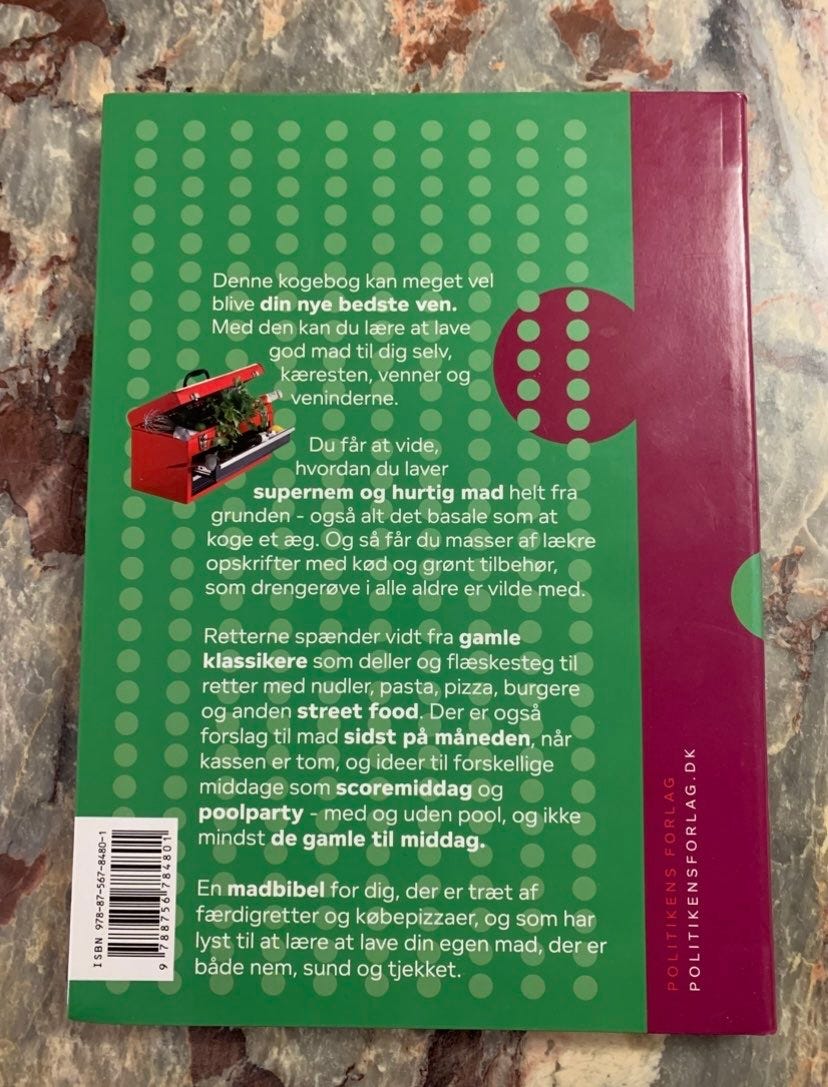 Denne kogebog kan meget vel
blive din nye bedste ven.
Med den kan du lære at lave
god mad til dig selv,
kæresten, venner og
veninderne.
Du får at vide,
hvordan du laver
supernem og hurtig mad helt fra
grunden - også alt det basale som at
koge et æg. Og så får du masser af lækre
opskrifter med kød og grønt tilbehør,
som drengerøve i alle aldre er vilde med.
Retterne spænder vidt fra gamle
klassikere som deller og flæskesteg til
retter med nudler, pasta, pizza, burgere
og anden street food. Der er også
forslag til mad sidst på måneden, når
kassen er tom, og ideer til forskellige
middage som scoremiddag og
poolparty - med og uden pool, og ikke
mindst de gamle til middag.
En madbibel for dig, der er træt af
færdigretter og købepizzaer, og som har
lyst til at lære at lave din egen mad, der er
både nem, sund og tjekket.
ISBN 978-87-567-8480-1
9 788756 784801
POLITIKENS FORLAG
POLITIKENSFORLAG.DK